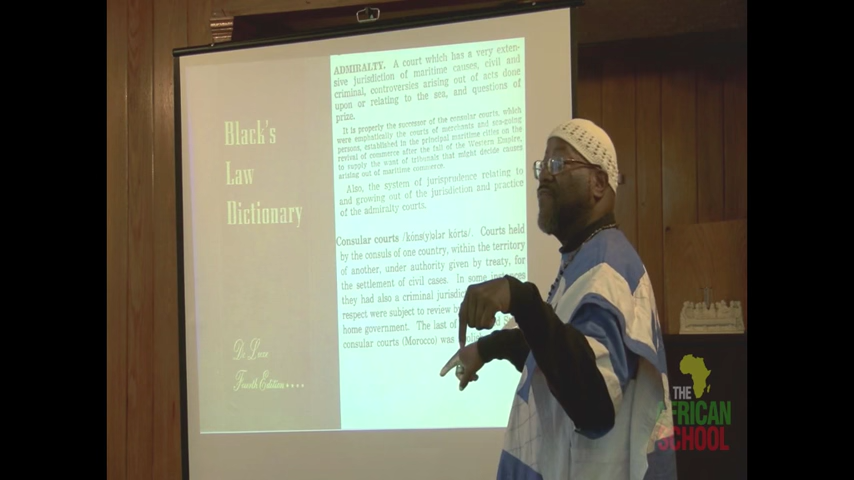 Black's
Law
Dictionary
De Luxe
Fourth Edition
ADMIRALTY. A court which has a very exten-
sive jurisdiction of maritime causes, civil and
criminal, controversies arising out of acts done
upon or relating to the sea, and questions of
prize.
It is properly the successor of the consular courts, which
were emphatically the courts of merchants and sea-going
persons, established in the principal maritime cities on the
revival of commerce after the fall of the Western Empire,
to supply the want of tribunals that might decide causes
arising out of maritime commerce.
Also, the system of jurisprudence relating to
and growing out of the jurisdiction and practice
of the admiralty courts.
Consular courts /kóns(y)ələr kórts/. Courts held
by the consuls of one country, within the territory
of another, under authority given by treaty, for
the settlement of civil cases. In some instances
they had also a criminal jurisdic
respect were subject to review b
home government. The last of
consular courts (Morocco) was
THE
AFRICAN
SCHOOL